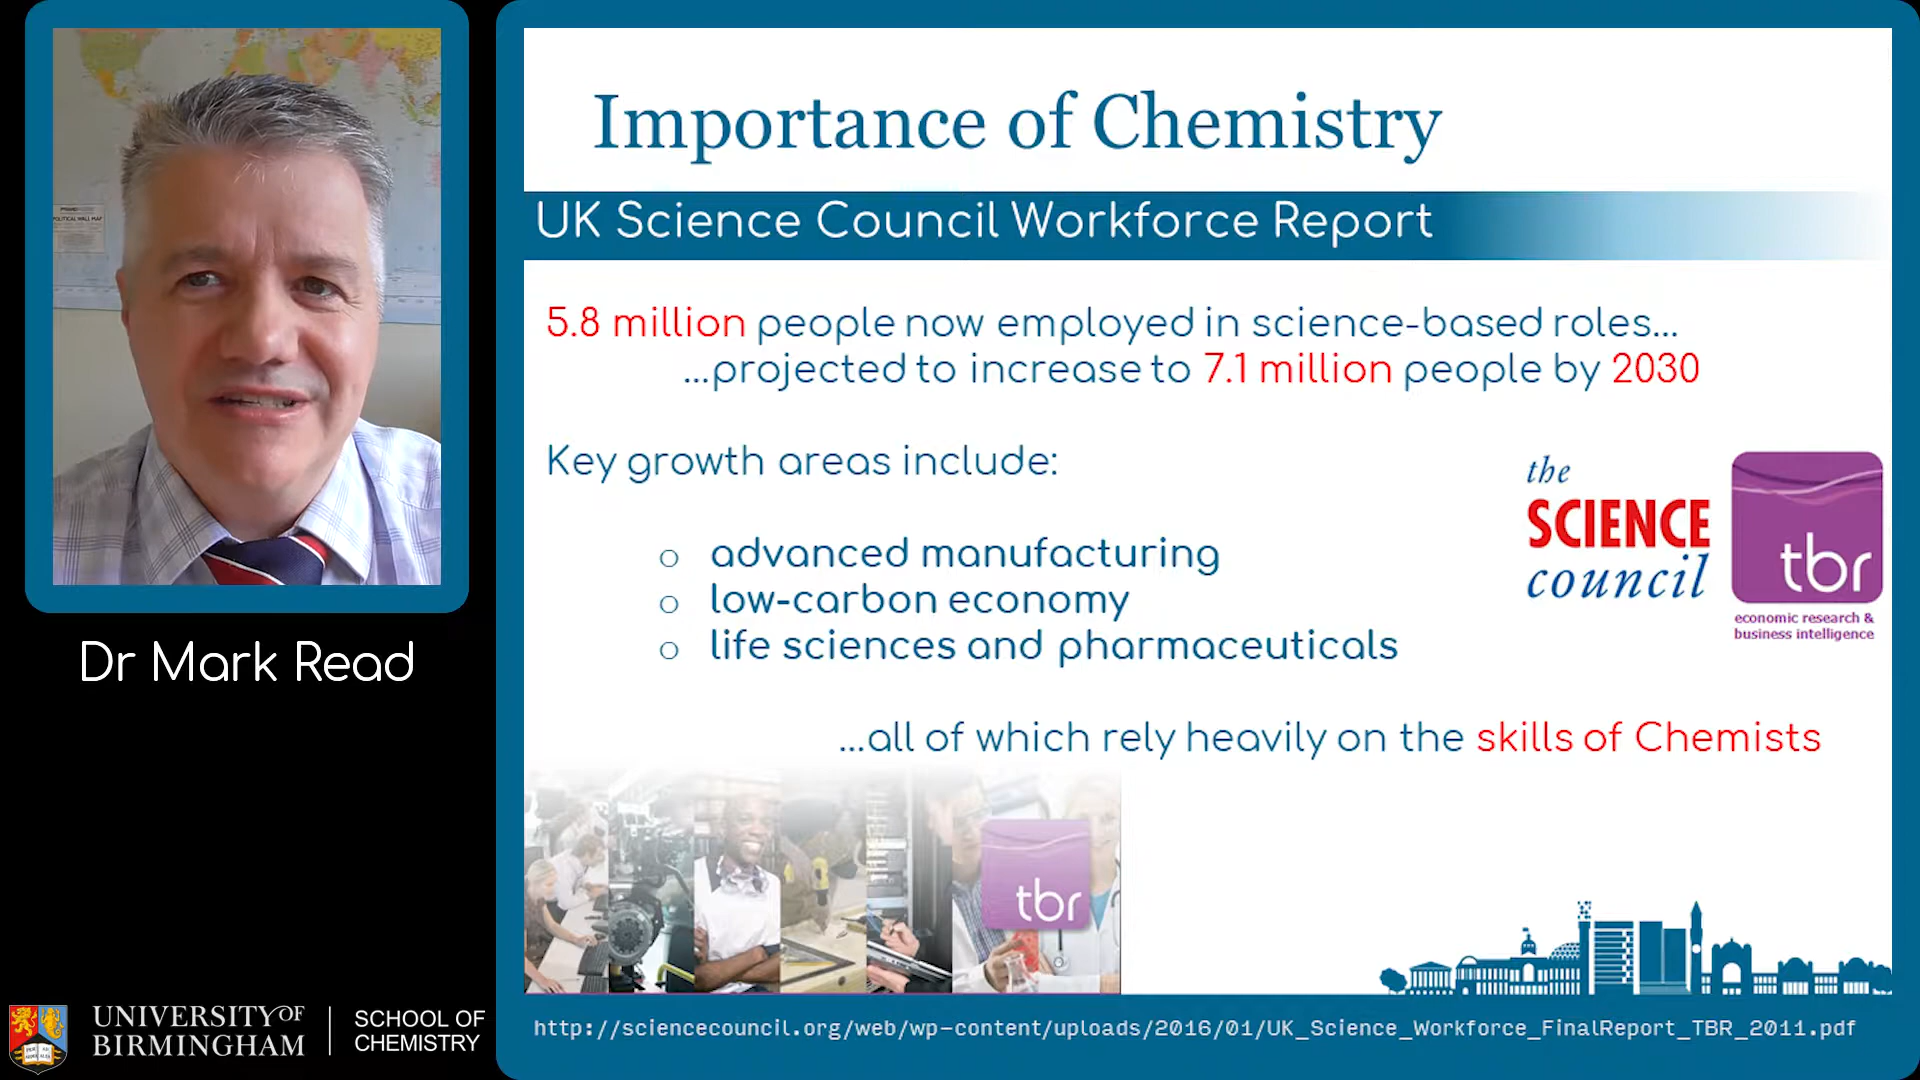 POLITICAL WALL MAP
Dr Mark Read
UNIVERSITY OF
BIRMINGHAM
SCHOOL OF
CHEMISTRY
Importance of Chemistry
UK Science Council Workforce Report
5.8 million people now employed in science-based roles...
...projected to increase to 7.1 million people by 2030
Key growth areas include:
o advanced manufacturing
o low-carbon economy
o life sciences and pharmaceuticals
the
SCIENCE
council
tbr
economic research &
business intelligence
...all of which rely heavily on the skills of Chemists
tbr
http://sciencecouncil.org/web/wp-content/uploads/2016/01/UK_Science_Workforce_FinalReport_TBR_2011.pdf